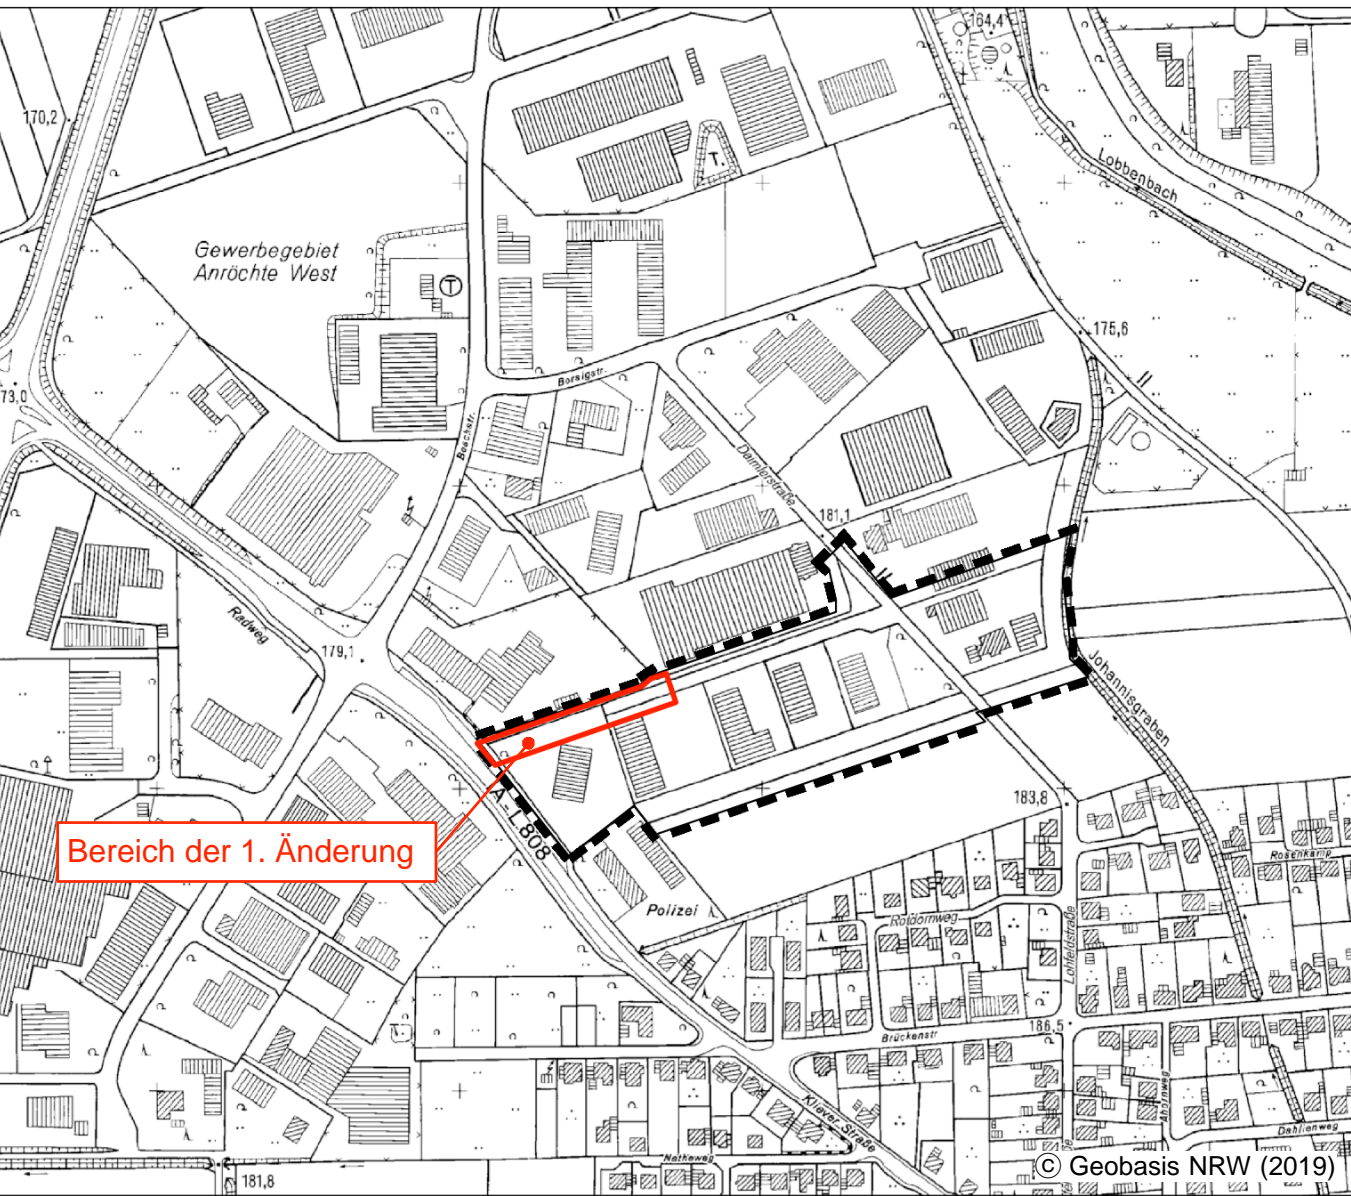 164,4
170,2
T.
Lobbenbach
Gewerbegebiet
Anröchte West
T
175,6
Borsigstr.
73,0
Boschstr.
Daimlerstraße
181,1
Radweg
179,1
Johannisgraben
183,8
A-L 808
Bereich der 1. Änderung
Rosenkamp
Polizei
Rotdornweg
Lohfeldstraße
186,5
Brückenstr.
Ahornweg
Kliever Straße
Dahlienweg
Natheweg
© Geobasis NRW (2019)
181,8